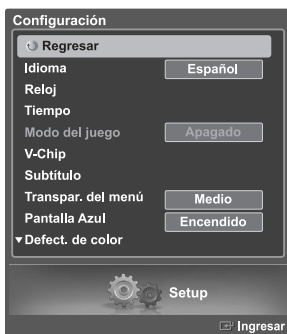 Configuración
Regresar
Idioma Español
Reloj
Tiempo
Modo del juego Apagado
V-Chip
Subtítulo
Transpar. del menú Medio
Pantalla Azul Encendido
▼Defect. de color
Setup
Ingresar